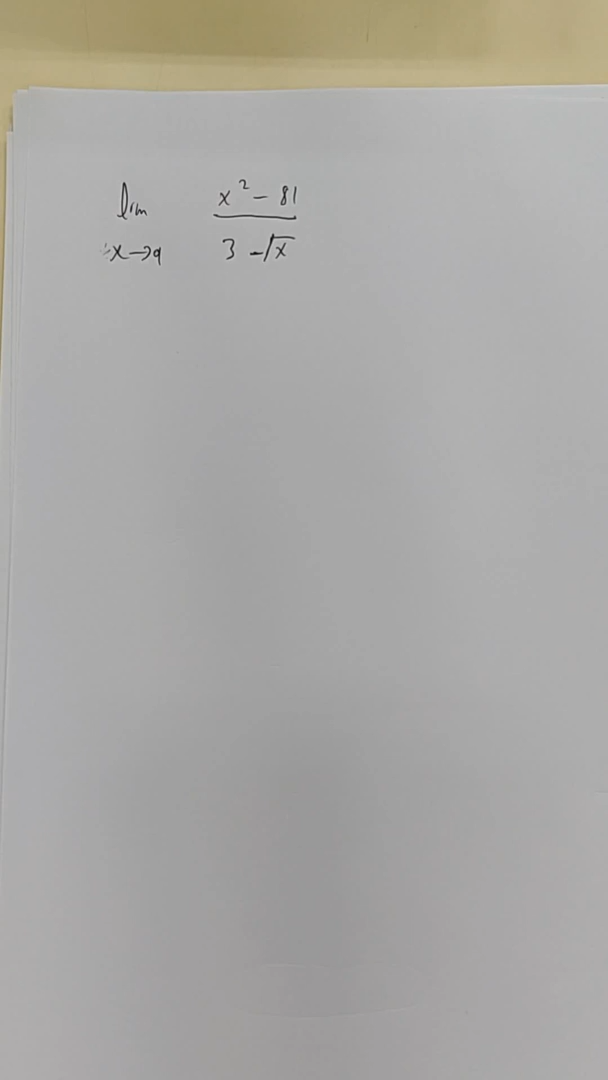 lim x² - 81
x→9 3 - √x